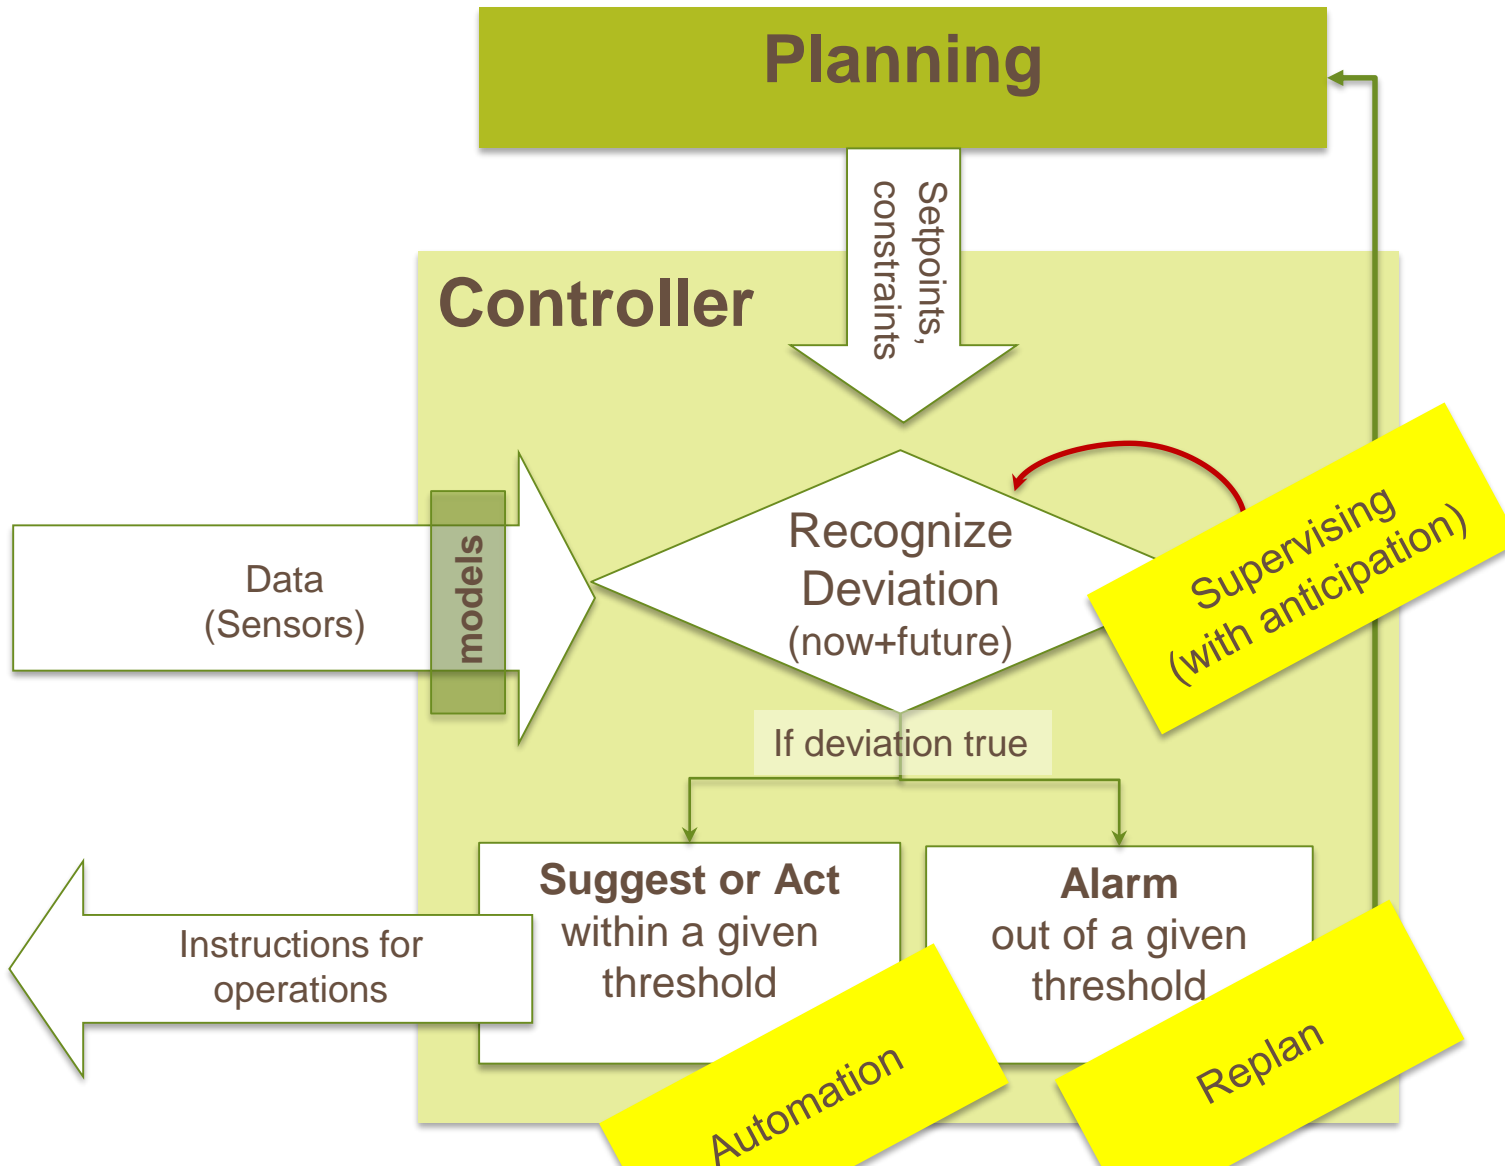 Planning
Setpoints,
constraints
Controller
Data
(Sensors)
models
Recognize
Deviation
(now+future)
Supervising
(with anticipation)
If deviation true
Suggest or Act
within a given
threshold
Alarm
out of a given
threshold
Instructions for
operations
Automation
Replan